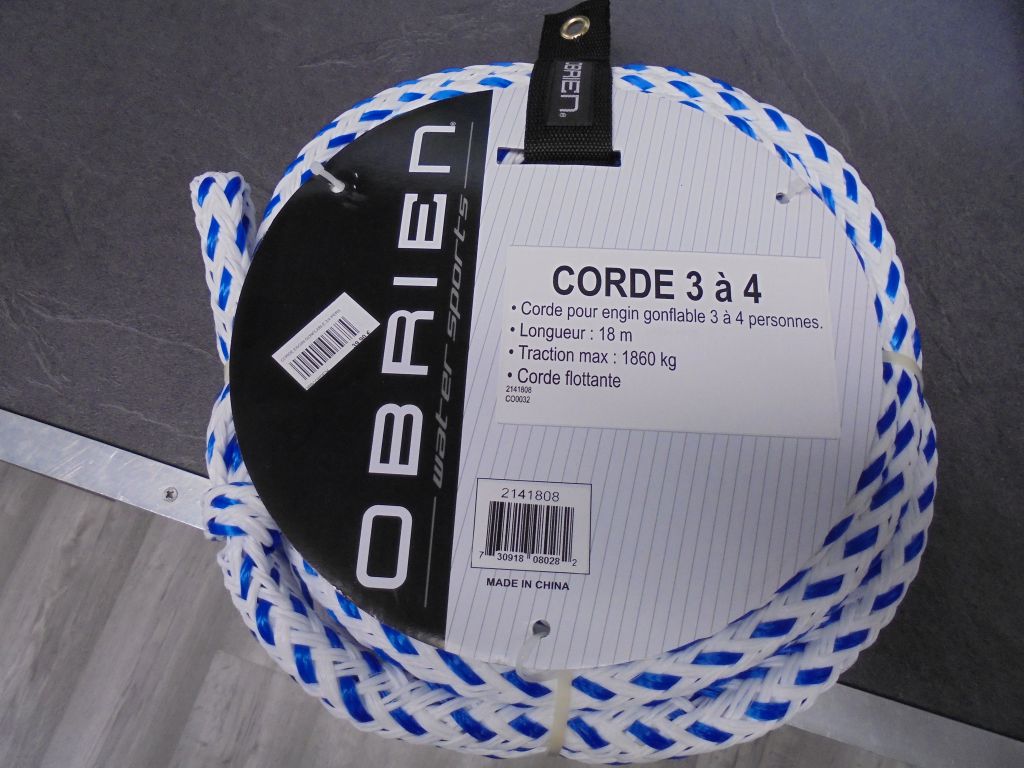 OBRIEN®
OBRIEN®
water sports
CORDE 3 à 4
• Corde pour engin gonflable 3 à 4 personnes.
• Longueur : 18 m
• Traction max : 1860 kg
• Corde flottante
2141808
CO0032
2141808
7 30918 08028 2
MADE IN CHINA